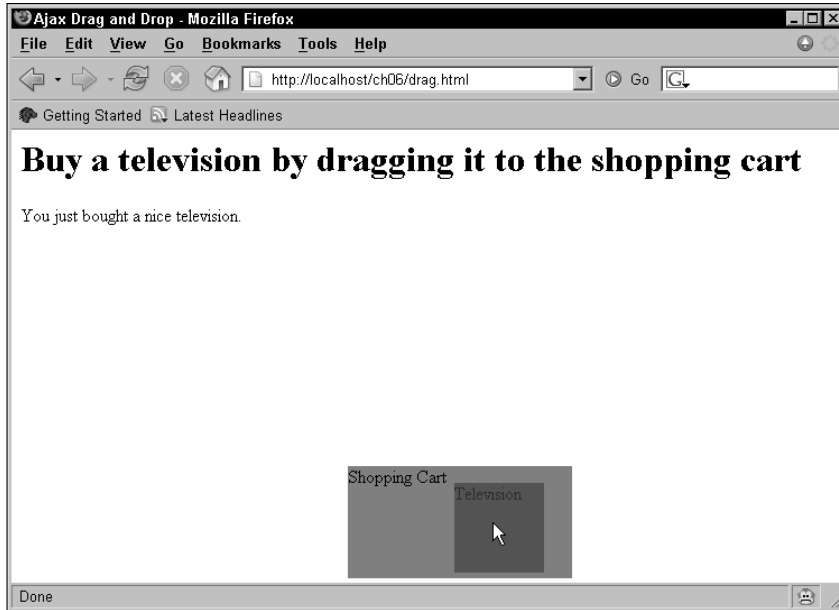 Ajax Drag and Drop - Mozilla Firefox
File Edit View Go Bookmarks Tools Help
http://localhost/ch06/drag.html Go G
Getting Started Latest Headlines
Buy a television by dragging it to the shopping cart
You just bought a nice television.
Shopping Cart
Television
Done